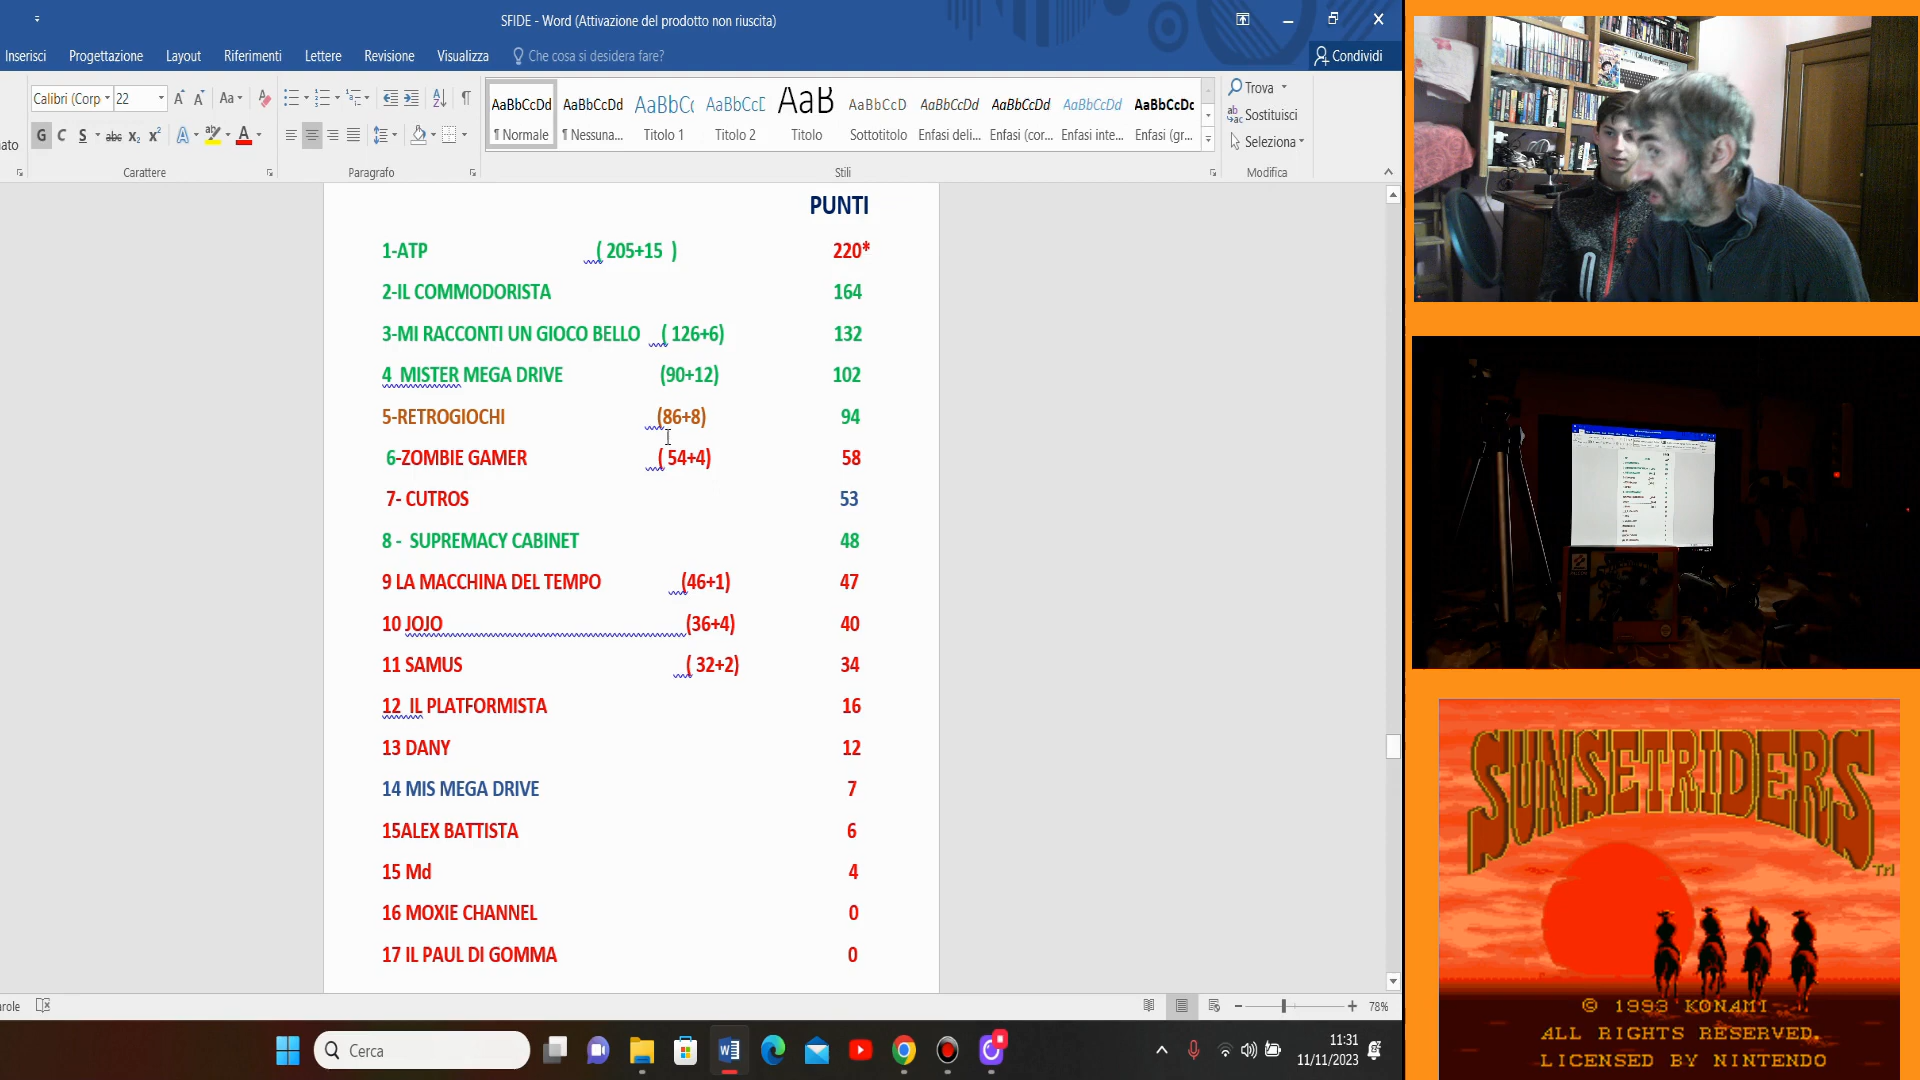 SFIDE - Word (Attivazione del prodotto non riuscita)
Inserisci Progettazione Layout Riferimenti Lettere Revisione Visualizza Che cosa si desidera fare? Condividi
Calibri (Corp 22 Aa
AaBbCcDd AaBbCcDd AaBbCc AaBbCcD AaB AaBbCcD AaBbCcDd AaBbCcDd AaBbCcDd AaBbCcDc
¶ Normale ¶ Nessuna... Titolo 1 Titolo 2 Titolo Sottotitolo Enfasi deli... Enfasi (cor... Enfasi inte... Enfasi (gr...
Trova
Sostituisci
Seleziona
G C S abc x₂ x² A A
Carattere Paragrafo Stili Modifica
PUNTI
1-ATP ( 205+15 ) 220*
2-IL COMMODORISTA 164
3-MI RACCONTI UN GIOCO BELLO ( 126+6) 132
4 MISTER MEGA DRIVE (90+12) 102
5-RETROGIOCHI (86+8) 94
6-ZOMBIE GAMER ( 54+4) 58
7- CUTROS 53
8 - SUPREMACY CABINET 48
9 LA MACCHINA DEL TEMPO (46+1) 47
10 JOJO (36+4) 40
11 SAMUS ( 32+2) 34
12 IL PLATFORMISTA 16
13 DANY 12
14 MIS MEGA DRIVE 7
15ALEX BATTISTA 6
15 Md 4
16 MOXIE CHANNEL 0
17 IL PAUL DI GOMMA 0
78%
Cerca
11:31
11/11/2023
SUNSETRIDERS TM
© 1993 KONAMI
ALL RIGHTS RESERVED.
LICENSED BY NINTENDO